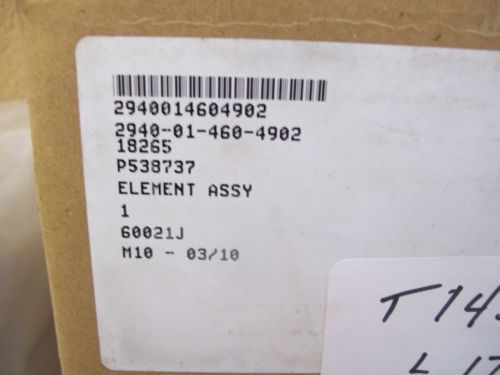 2940014604902
2940-01-460-4902
18265
P538737
ELEMENT ASSY
1
60021J
M10 - 03/10